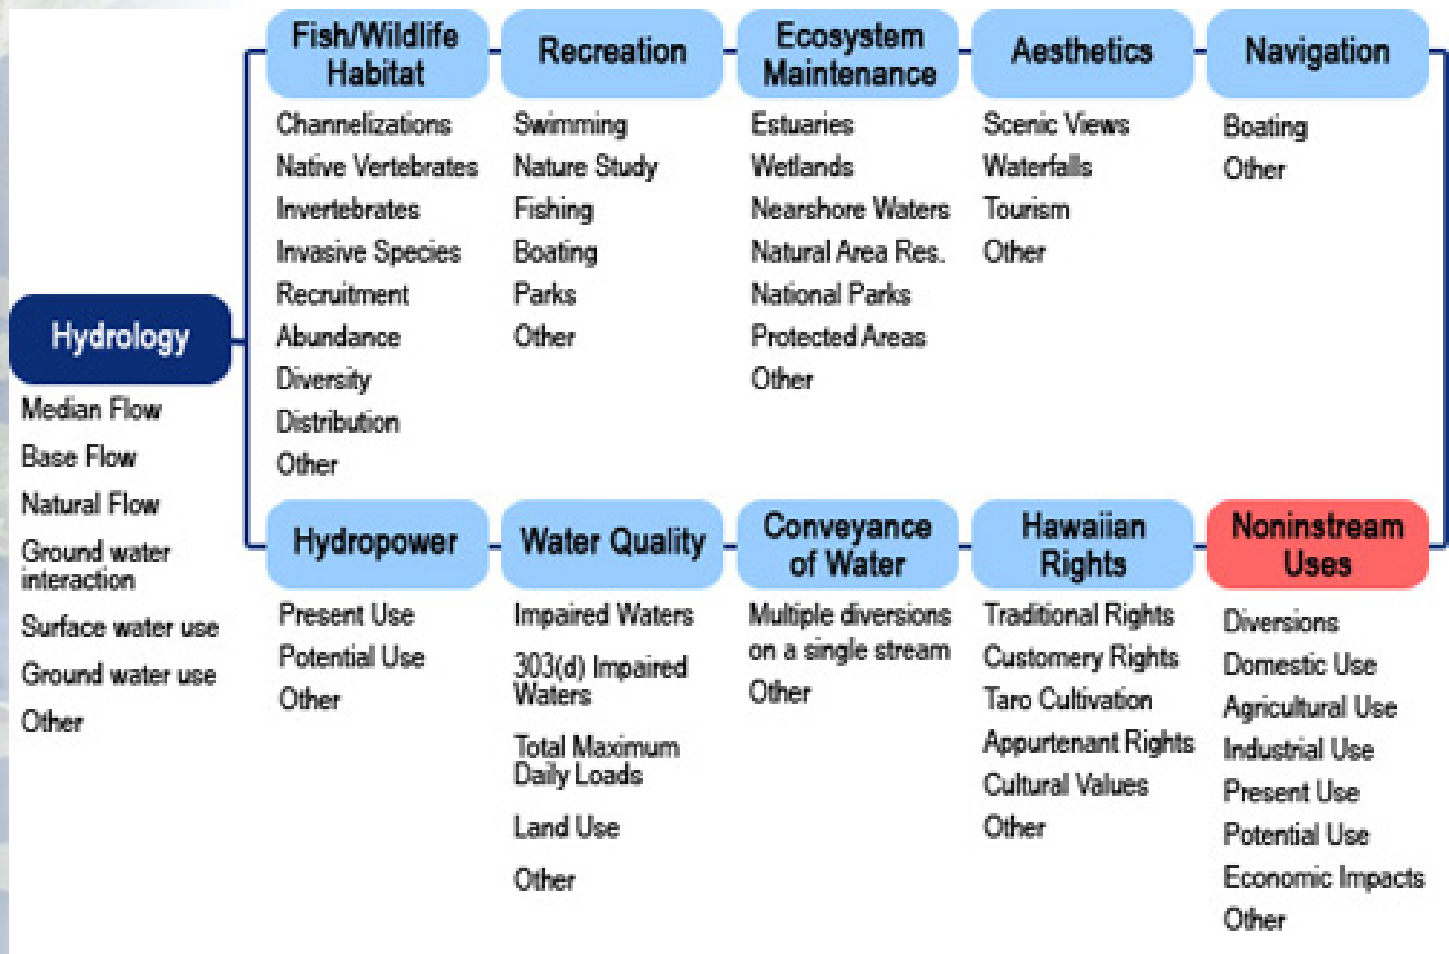 Fish/Wildlife
Habitat
Channelizations
Native Vertebrates
Invertebrates
Invasive Species
Recruitment
Abundance
Diversity
Distribution
Other
Recreation
Swimming
Nature Study
Fishing
Boating
Parks
Other
Ecosystem
Maintenance
Estuaries
Wetlands
Nearshore Waters
Natural Area Res.
National Parks
Protected Areas
Other
Aesthetics
Scenic Views
Waterfalls
Tourism
Other
Navigation
Boating
Other
Hydrology
Median Flow
Base Flow
Natural Flow
Ground water
interaction
Surface water use
Ground water use
Other
Hydropower
Present Use
Potential Use
Other
Water Quality
Impaired Waters
303(d) Impaired
Waters
Total Maximum
Daily Loads
Land Use
Other
Conveyance
of Water
Multiple diversions
on a single stream
Other
Hawaiian
Rights
Traditional Rights
Customery Rights
Taro Cultivation
Appurtenant Rights
Cultural Values
Other
Noninstream
Uses
Diversions
Domestic Use
Agricultural Use
Industrial Use
Present Use
Potential Use
Economic Impacts
Other